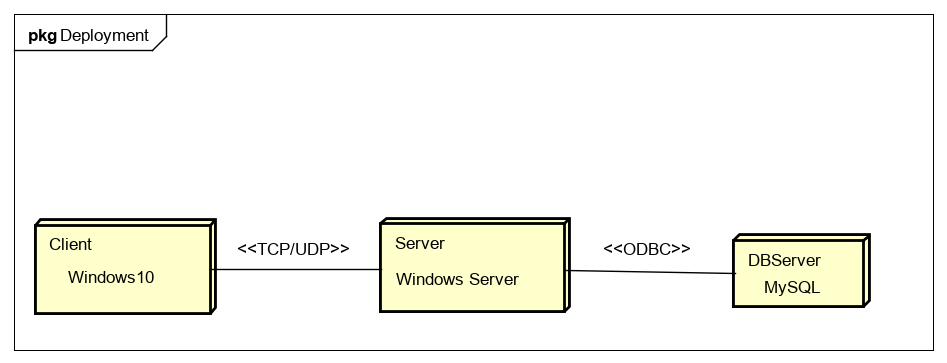 pkg Deployment
Client
Windows10
<<TCP/UDP>>
Server
Windows Server
<<ODBC>>
DBServer
MySQL